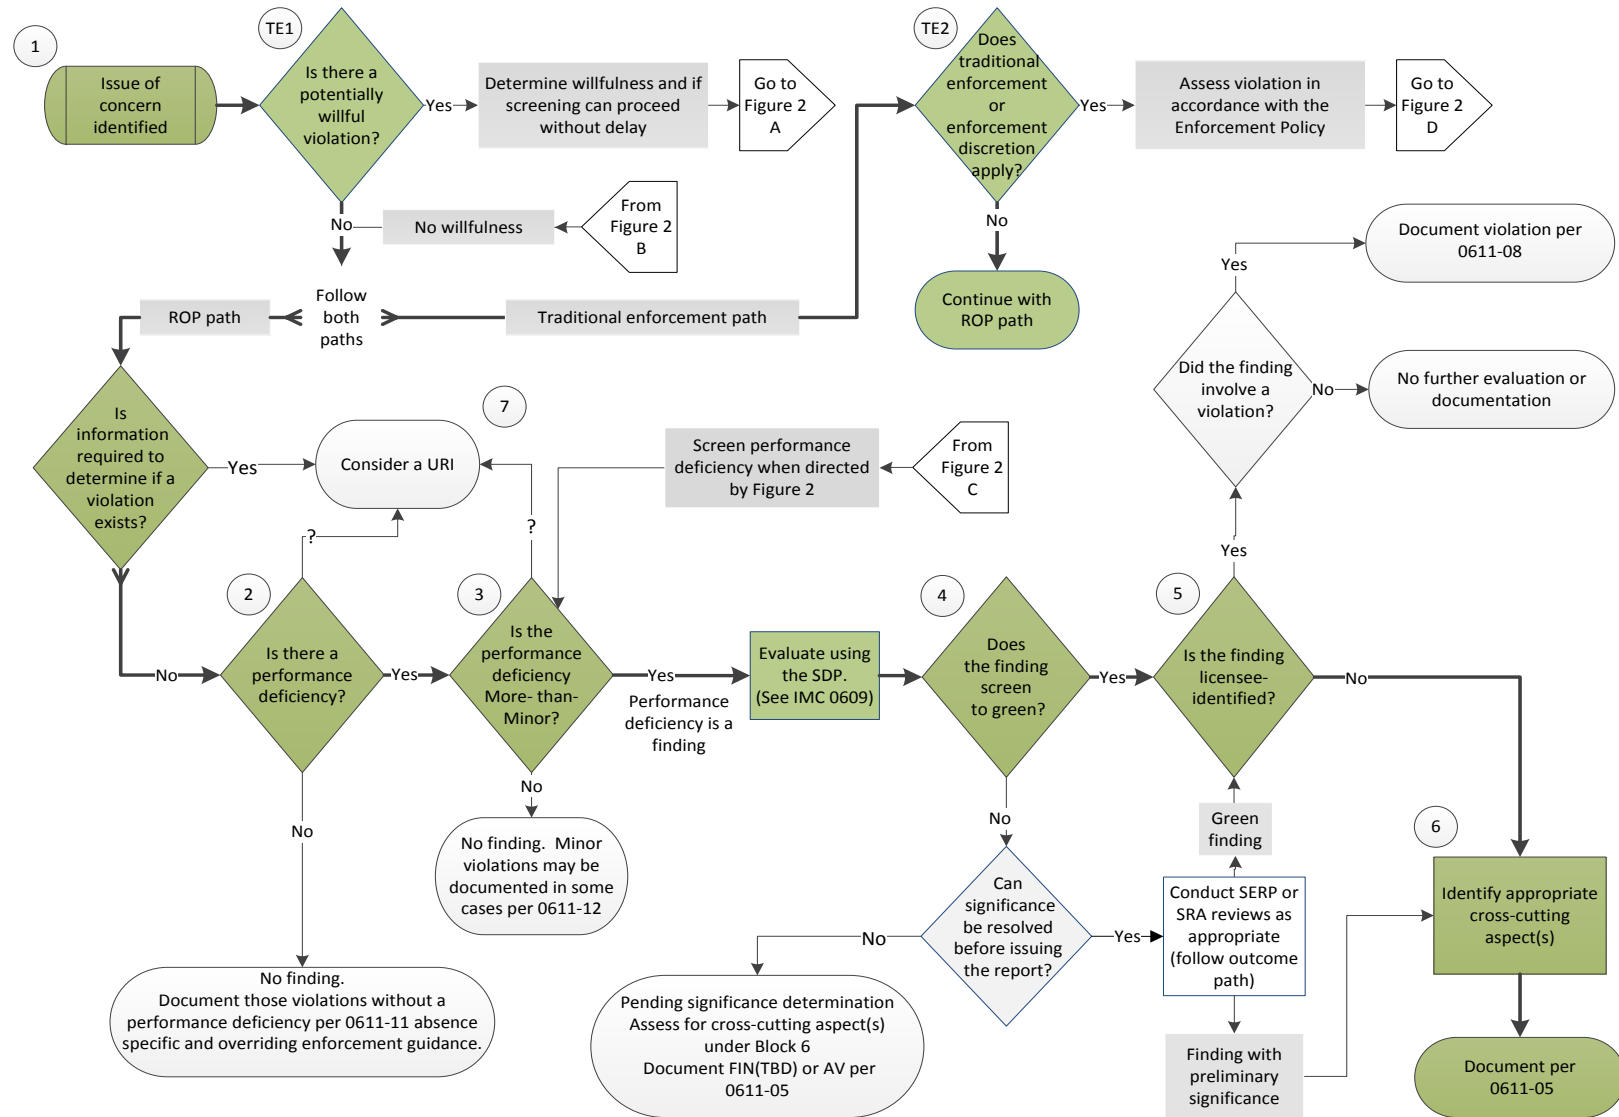 1
Issue of
concern
identified
TE1
Is there a
potentially
willful
violation?
Yes
Determine willfulness and if
screening can proceed
without delay
Go to
Figure 2
A
TE2
Does
traditional
enforcement
or
enforcement
discretion
apply?
Yes
Assess violation in
accordance with the
Enforcement Policy
Go to
Figure 2
D
No
No willfulness
From
Figure 2
B
No
Continue with
ROP path
ROP path
Follow
both
paths
Traditional enforcement path
Document violation per
0611-08
Yes
Did the finding
involve a
violation?
No
No further evaluation or
documentation
Is
information
required to
determine if a
violation
exists?
Yes
7
Consider a URI
Screen performance
deficiency when directed
by Figure 2
From
Figure 2
C
?
?
Yes
No
2
Is there a
performance
deficiency?
Yes
3
Is the
performance
deficiency
More- than-
Minor?
Yes
Performance
deficiency is a
finding
Evaluate using
the SDP.
(See IMC 0609)
4
Does
the finding
screen
to green?
Yes
5
Is the finding
licensee-
identified?
No
No
No
No
No finding.  Minor
violations may be
documented in some
cases per 0611-12
Green
finding
6
Can
significance
be resolved
before issuing
the report?
No
Yes
Conduct SERP or
SRA reviews as
appropriate
(follow outcome
path)
Identify appropriate
cross-cutting
aspect(s)
No finding.
Document those violations without a
performance deficiency per 0611-11 absence
specific and overriding enforcement guidance.
Pending significance determination
Assess for cross-cutting aspect(s)
under Block 6
Document FIN(TBD) or AV per
0611-05
Finding with
preliminary
significance
Document per
0611-05